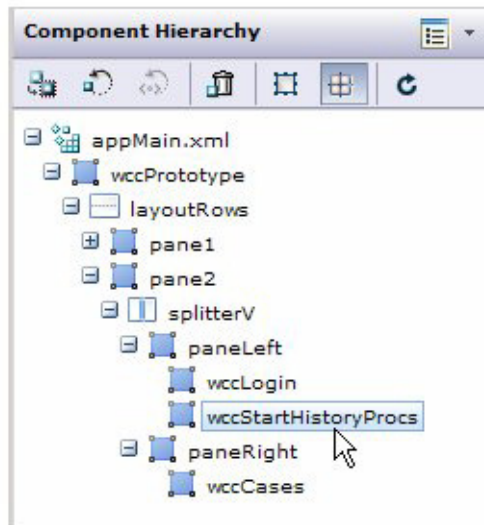 Component Hierarchy
appMain.xml
wccPrototype
layoutRows
pane1
pane2
splitterV
paneLeft
wccLogin
wccStartHistoryProcs
paneRight
wccCases